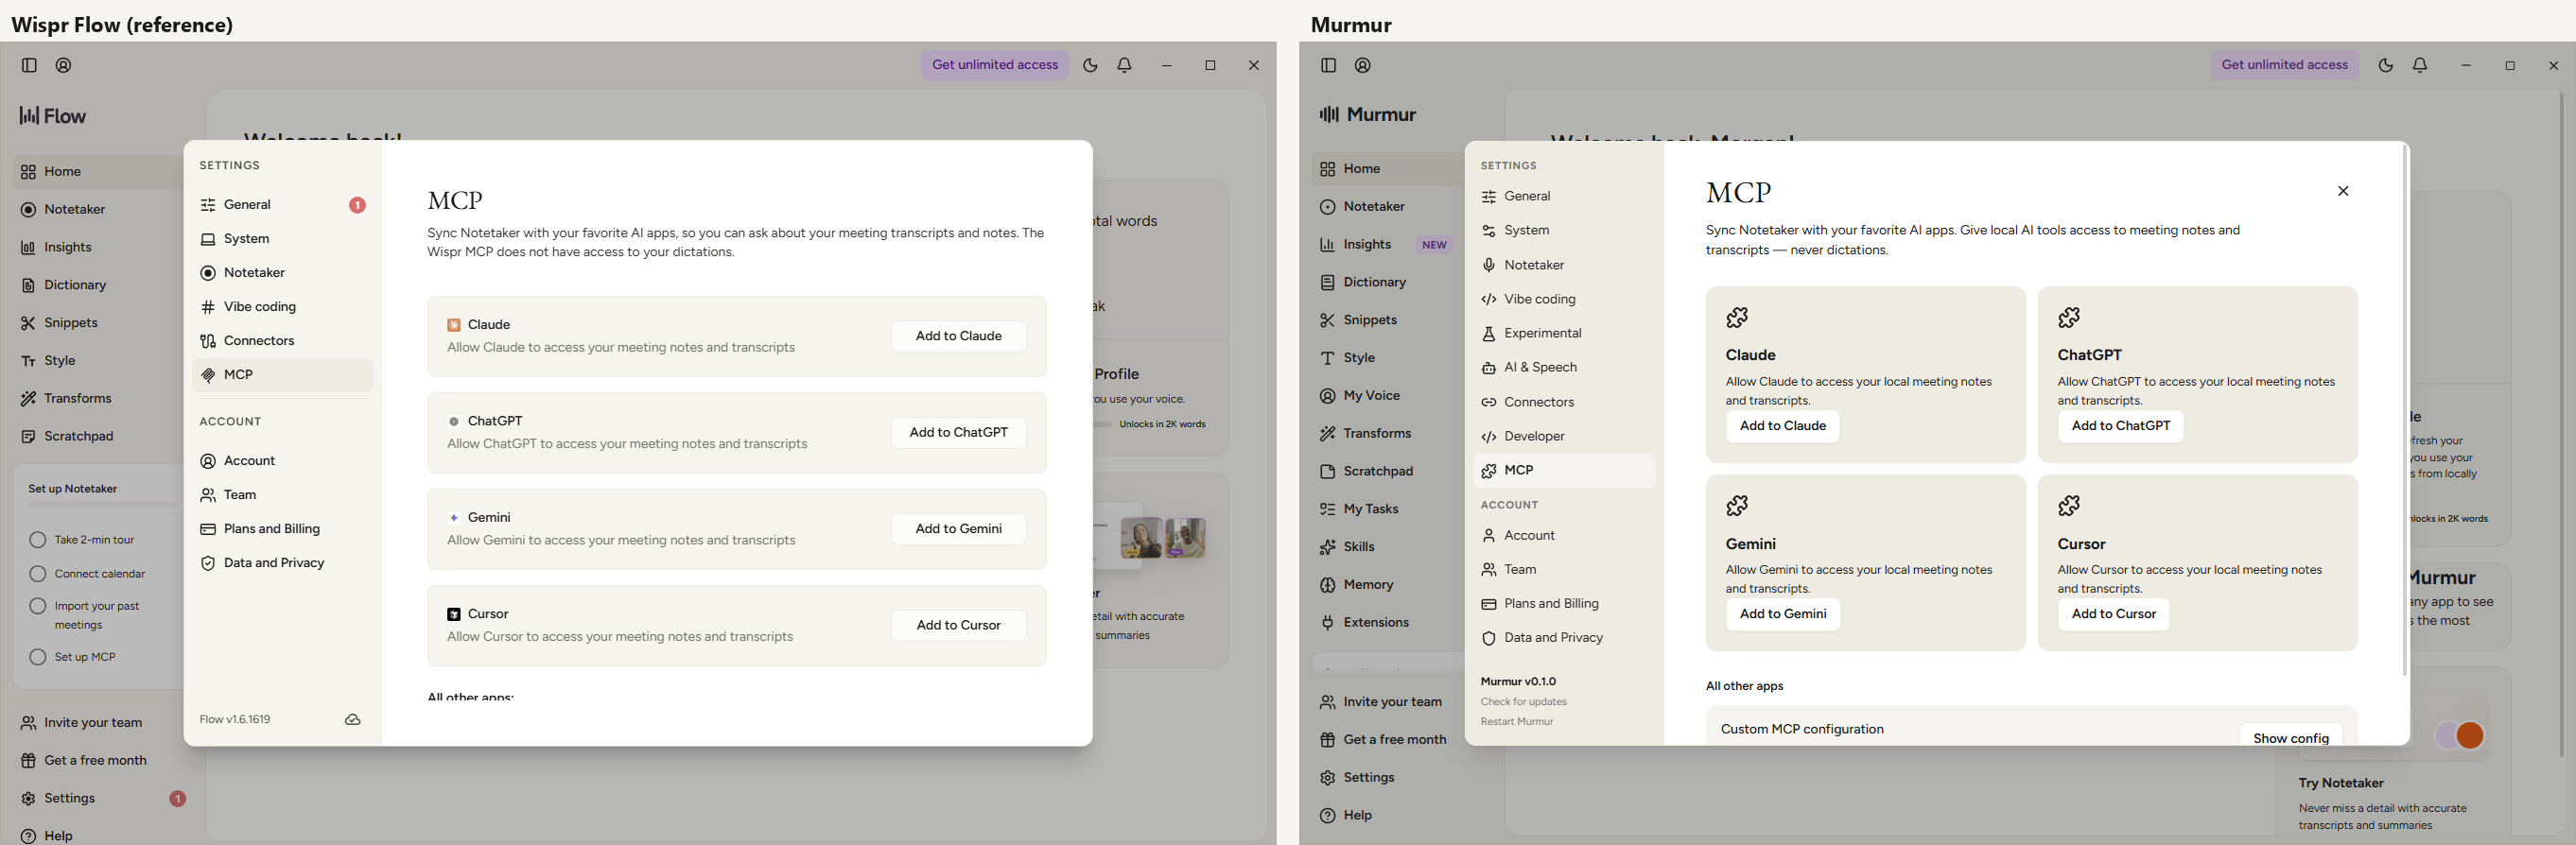 Wispr Flow (reference)
Get unlimited access
Flow
Welcome back!
Home
Notetaker
Insights
Dictionary
Snippets
Style
Transforms
Scratchpad
Set up Notetaker
Take 2-min tour
Connect calendar
Import your past
meetings
Set up MCP
Invite your team
Get a free month
Settings
1
Help
SETTINGS
General
1
System
Notetaker
Vibe coding
Connectors
MCP
ACCOUNT
Account
Team
Plans and Billing
Data and Privacy
Flow v1.6.1619
MCP
Sync Notetaker with your favorite AI apps, so you can ask about your meeting transcripts and notes. The
Wispr MCP does not have access to your dictations.
Claude
Allow Claude to access your meeting notes and transcripts
Add to Claude
ChatGPT
Allow ChatGPT to access your meeting notes and transcripts
Add to ChatGPT
Gemini
Allow Gemini to access your meeting notes and transcripts
Add to Gemini
Cursor
Allow Cursor to access your meeting notes and transcripts
Add to Cursor
All other apps:
otal words
ak
Profile
ou use your voice.
Unlocks in 2K words
er
etail with accurate
summaries
Murmur
Get unlimited access
Murmur
Welcome back, Morgan!
Home
Notetaker
Insights NEW
Dictionary
Snippets
Style
My Voice
Transforms
Scratchpad
My Tasks
Skills
Memory
Extensions
Invite your team
Get a free month
Settings
Help
SETTINGS
General
System
Notetaker
Vibe coding
Experimental
AI & Speech
Connectors
Developer
MCP
ACCOUNT
Account
Team
Plans and Billing
Data and Privacy
Murmur v0.1.0
Check for updates
Restart Murmur
MCP
Sync Notetaker with your favorite AI apps. Give local AI tools access to meeting notes and
transcripts — never dictations.
Claude
Allow Claude to access your local meeting notes
and transcripts.
Add to Claude
ChatGPT
Allow ChatGPT to access your local meeting notes
and transcripts.
Add to ChatGPT
Gemini
Allow Gemini to access your local meeting notes
and transcripts.
Add to Gemini
Cursor
Allow Cursor to access your local meeting notes
and transcripts.
Add to Cursor
All other apps
Custom MCP configuration
Show config
le
efresh your
you use your
s from locally
nlocks in 2K words
Murmur
any app to see
s the most
Try Notetaker
Never miss a detail with accurate
transcripts and summaries